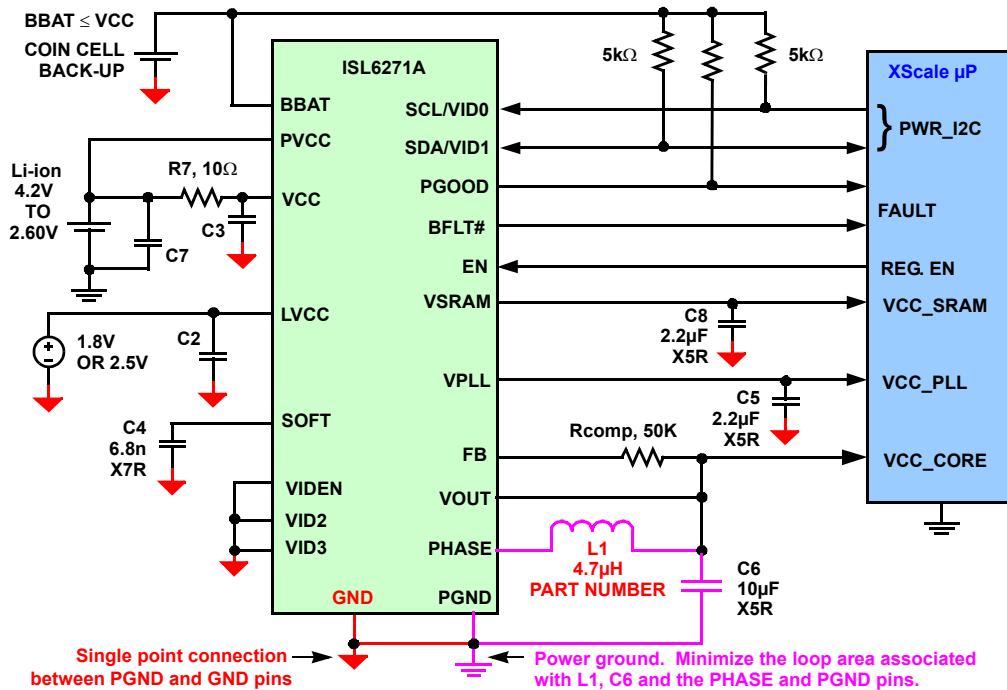 BBAT ≤ VCC
COIN CELL
BACK-UP
ISL6271A
BBAT
PVCC
VCC
LVCC
SOFT
VIDEN
VID2
VID3
GND
PGND
SCL/VID0
SDA/VID1
PGOOD
BFLT#
EN
VSRAM
VPLL
FB
VOUT
PHASE
Li-ion
4.2V
TO
2.60V
R7, 10Ω
C3
C7
1.8V
OR 2.5V
C2
C4
6.8n
X7R
5kΩ
5kΩ
XScale µP
} PWR_I2C
FAULT
REG. EN
VCC_SRAM
VCC_PLL
VCC_CORE
C8
2.2µF
X5R
C5
2.2µF
X5R
Rcomp, 50K
L1
4.7µH
PART NUMBER
C6
10µF
X5R
Single point connection
between PGND and GND pins
Power ground. Minimize the loop area associated
with L1, C6 and the PHASE and PGND pins.